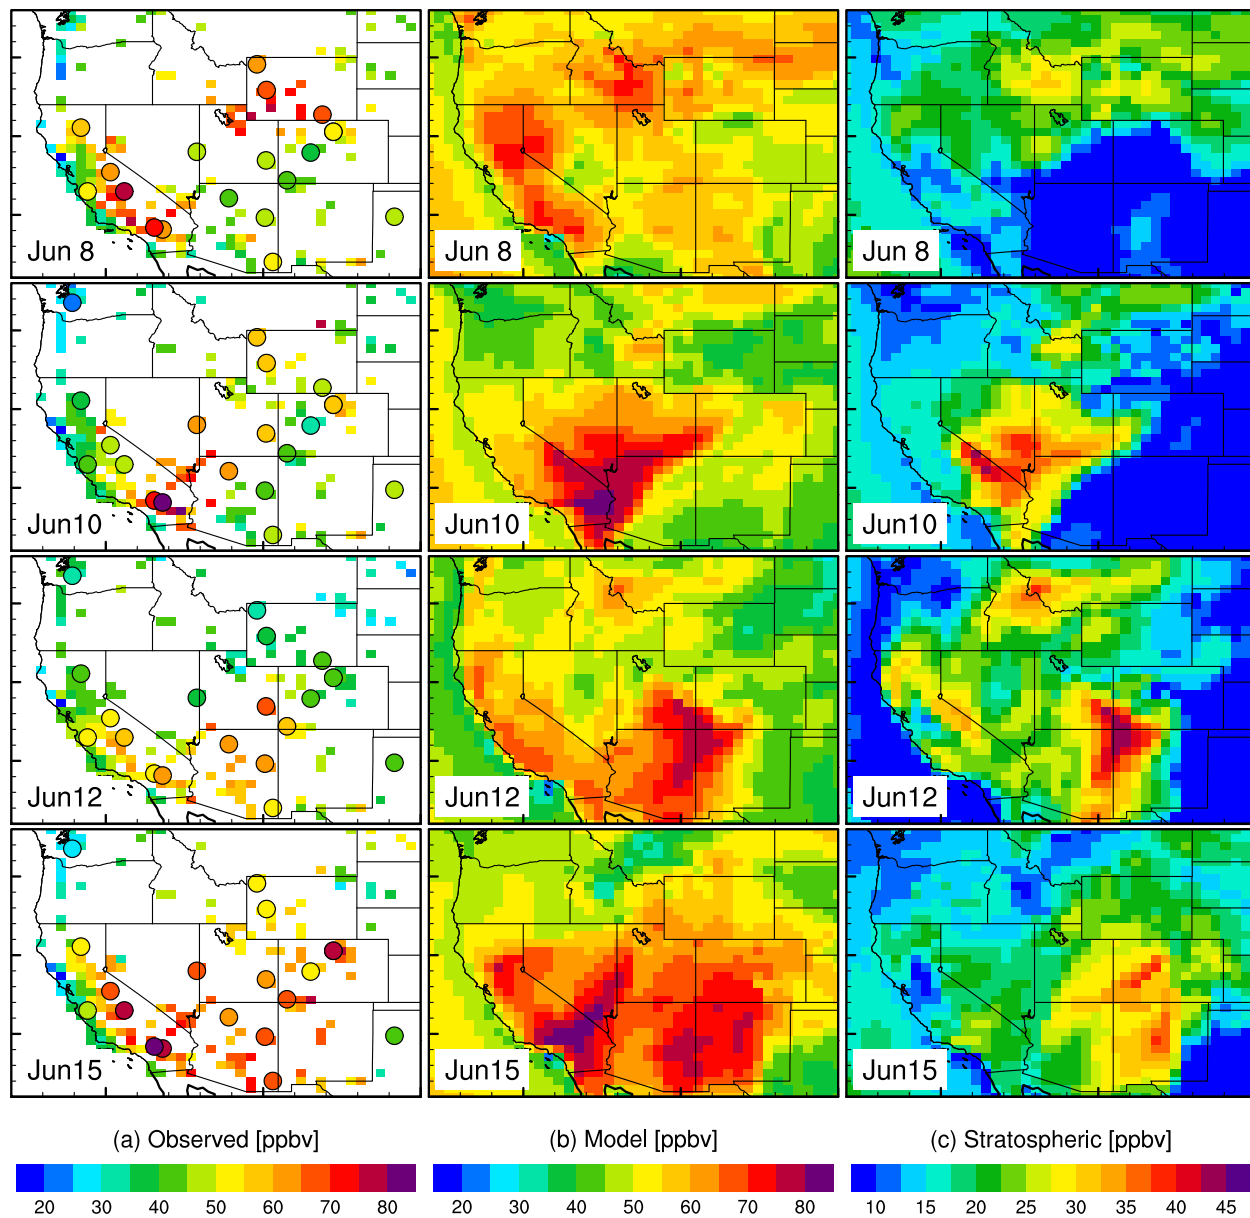 Jun 8 Jun 8 Jun 8
Jun10 Jun10 Jun10
Jun12 Jun12 Jun12
Jun15 Jun15 Jun15
(a) Observed [ppbv] (b) Model [ppbv] (c) Stratospheric [ppbv]
20 30 40 50 60 70 80 20 30 40 50 60 70 80 10 15 20 25 30 35 40 45